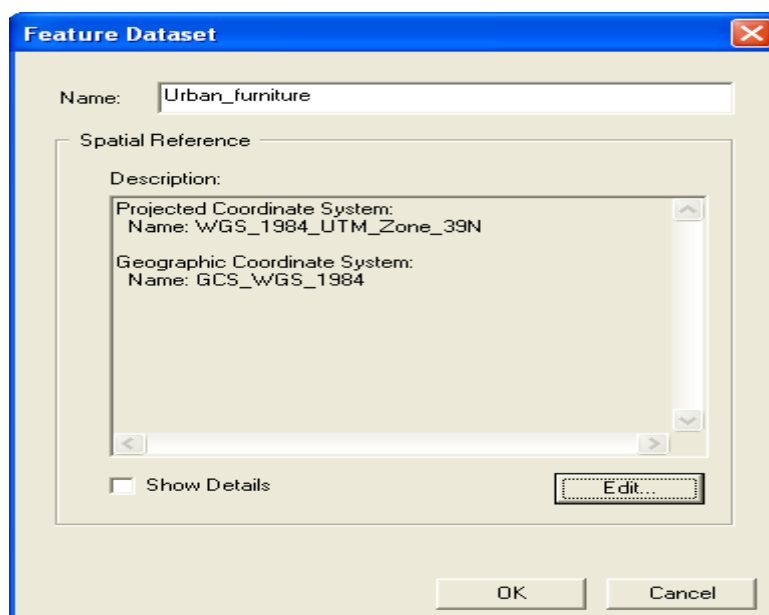 Feature Dataset
Name: Urban_furniture
Spatial Reference
Description:
Projected Coordinate System:
Name: WGS_1984_UTM_Zone_39N
Geographic Coordinate System:
Name: GCS_WGS_1984
Show Details
Edit...
OK Cancel